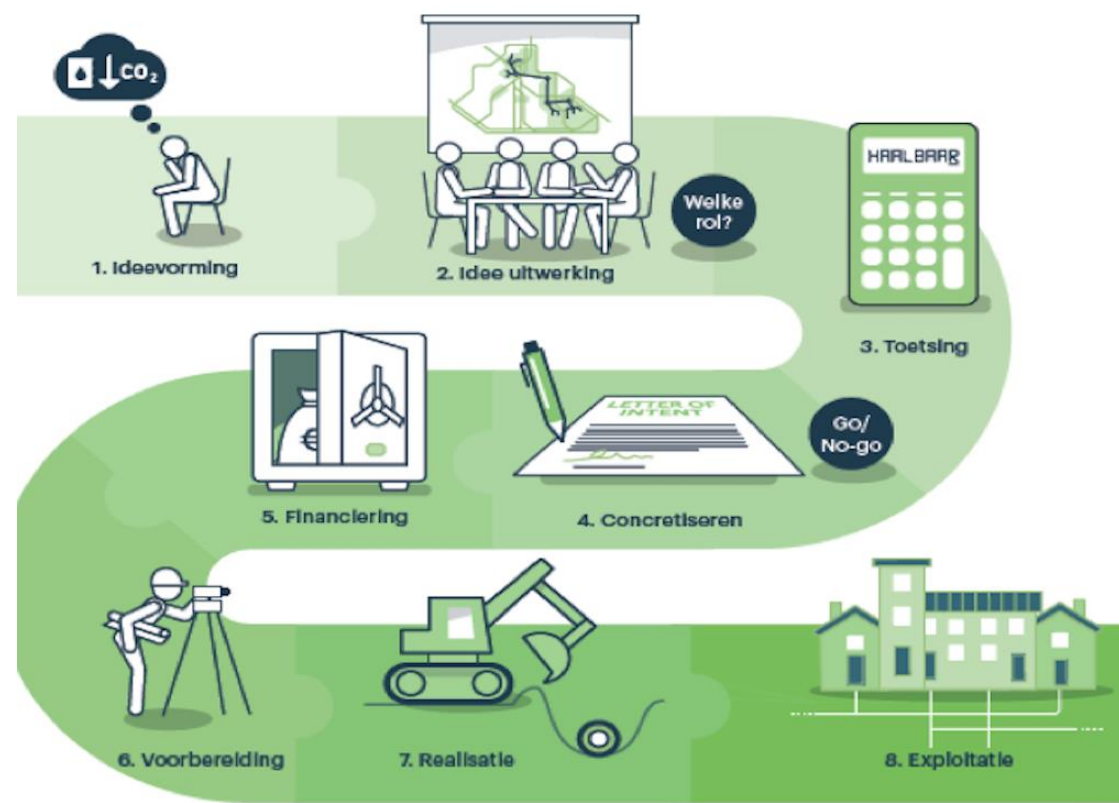 CO₂
1. Ideevorming
2. Idee uitwerking
Welke
rol?
HAALBAAR
3. Toetsing
LETTER OF
INTENT
Go/
No-go
4. Concretiseren
5. Financiering
6. Voorbereiding
7. Realisatie
8. Exploitatie